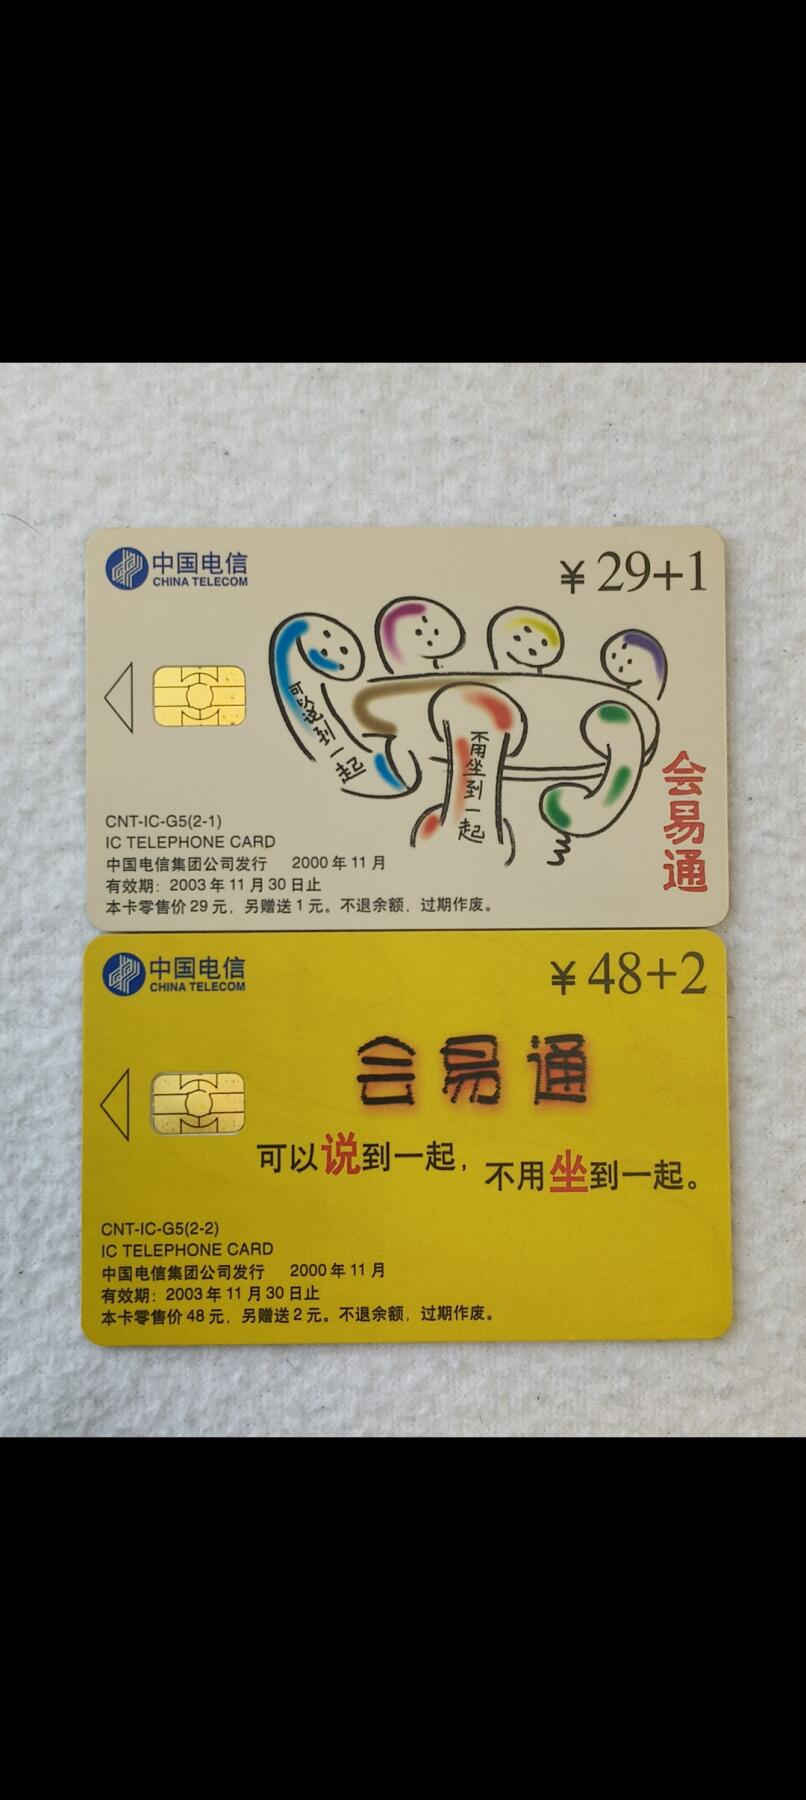 中国电信
CHINA TELECOM
¥ 29+1
可以说到一起
不用坐到一起
会易通
CNT-IC-G5(2-1)
IC TELEPHONE CARD
中国电信集团公司发行 2000年11月
有效期：2003年11月30日止
本卡零售价29元，另赠送1元。不退余额，过期作废。
中国电信
CHINA TELECOM
¥ 48+2
会易通
可以说到一起，不用坐到一起。
CNT-IC-G5(2-2)
IC TELEPHONE CARD
中国电信集团公司发行 2000年11月
有效期：2003年11月30日止
本卡零售价48元，另赠送2元。不退余额，过期作废。